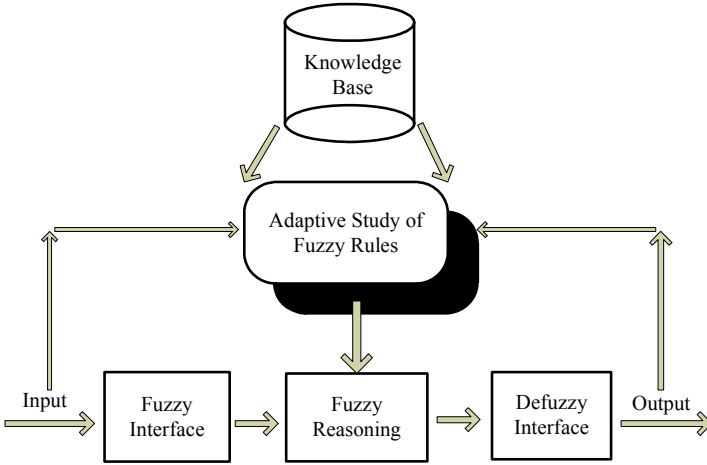 Knowledge
Base
Adaptive Study of
Fuzzy Rules
Input
Fuzzy
Interface
Fuzzy
Reasoning
Defuzzy
Interface
Output